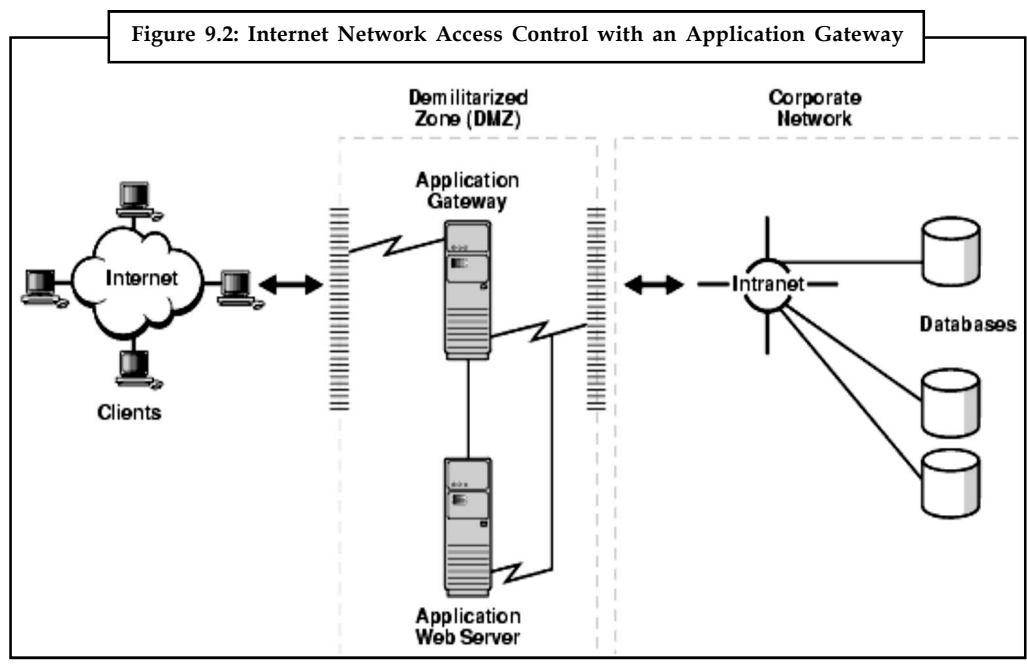 Figure 9.2: Internet Network Access Control with an Application Gateway
Demilitarized
Zone (DMZ)
Corporate
Network
Application
Gateway
Internet
Intranet
Databases
Clients
Application
Web Server